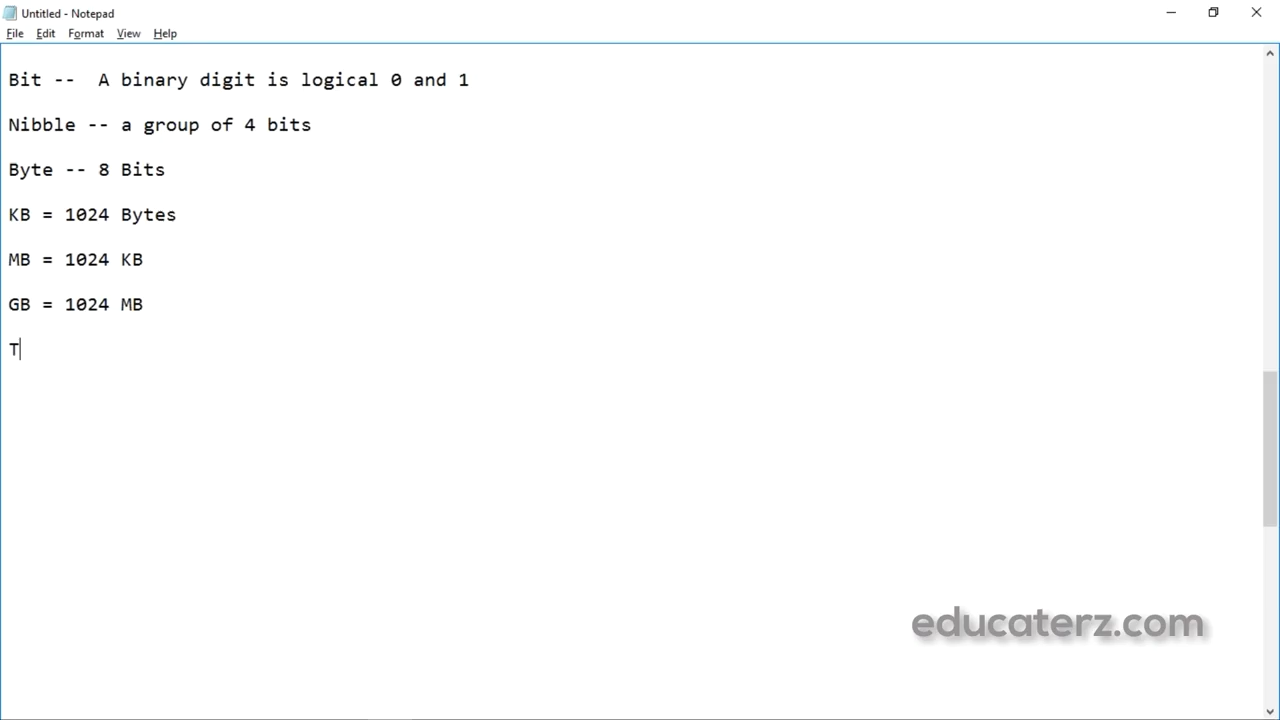 Untitled - Notepad
File Edit Format View Help
Bit --  A binary digit is logical 0 and 1
Nibble -- a group of 4 bits
Byte -- 8 Bits
KB = 1024 Bytes
MB = 1024 KB
GB = 1024 MB
T
educaterz.com